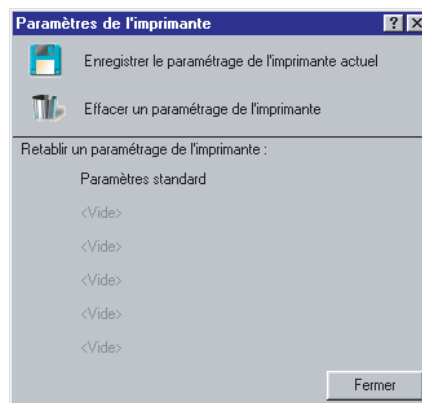 Paramètres de l'imprimante
Enregistrer le paramétrage de l'imprimante actuel
Effacer un paramétrage de l'imprimante
Retablir un paramétrage de l'imprimante :
Paramètres standard
<Vide>
<Vide>
<Vide>
<Vide>
<Vide>
Fermer